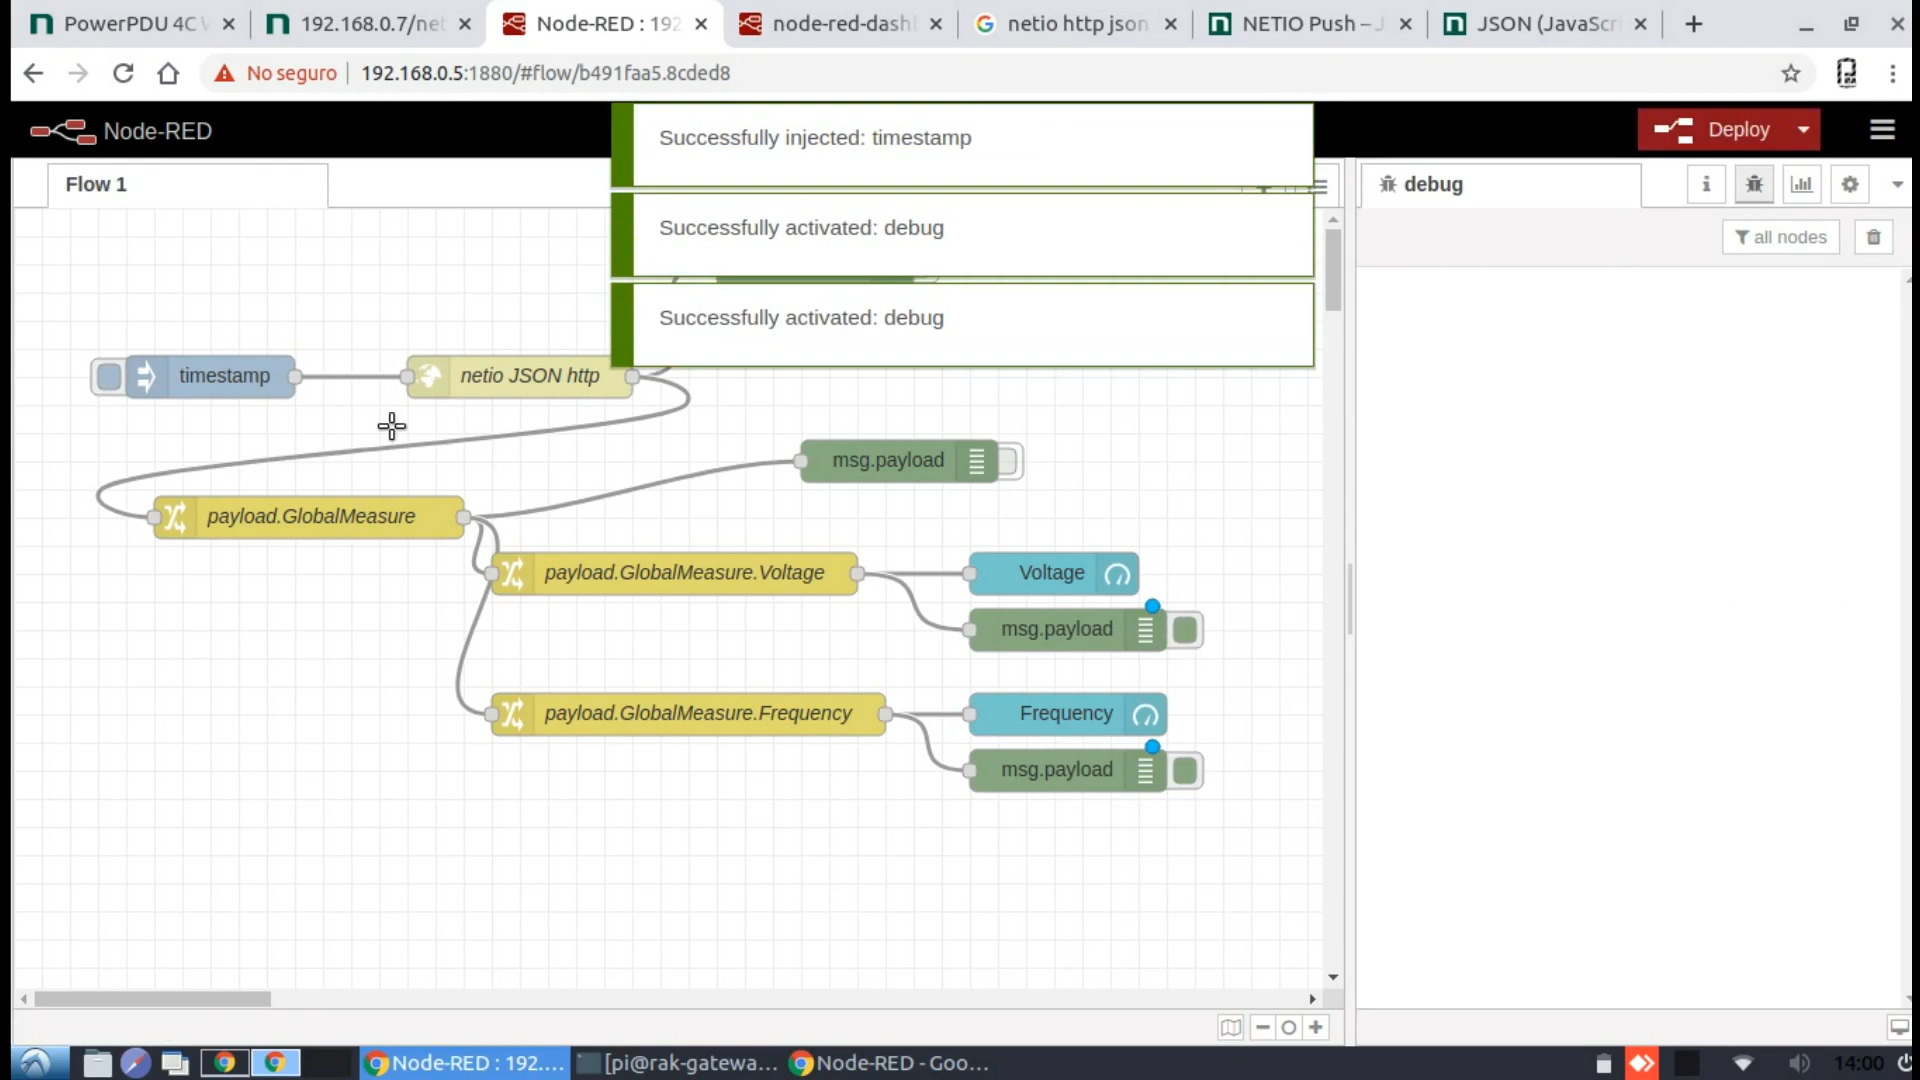 PowerPDU 4C
192.168.0.7/net
Node-RED : 192
node-red-dash
netio http json
NETIO Push – J
JSON (JavaScri
No seguro
192.168.0.5:1880/#flow/b491faa5.8cded8
Node-RED
Deploy
Successfully injected: timestamp
Successfully activated: debug
Successfully activated: debug
Flow 1
debug
all nodes
timestamp
netio JSON http
msg.payload
payload.GlobalMeasure
payload.GlobalMeasure.Voltage
Voltage
msg.payload
payload.GlobalMeasure.Frequency
Frequency
msg.payload
Node-RED : 192....
[pi@rak-gatewa...
Node-RED - Goo...
14:00